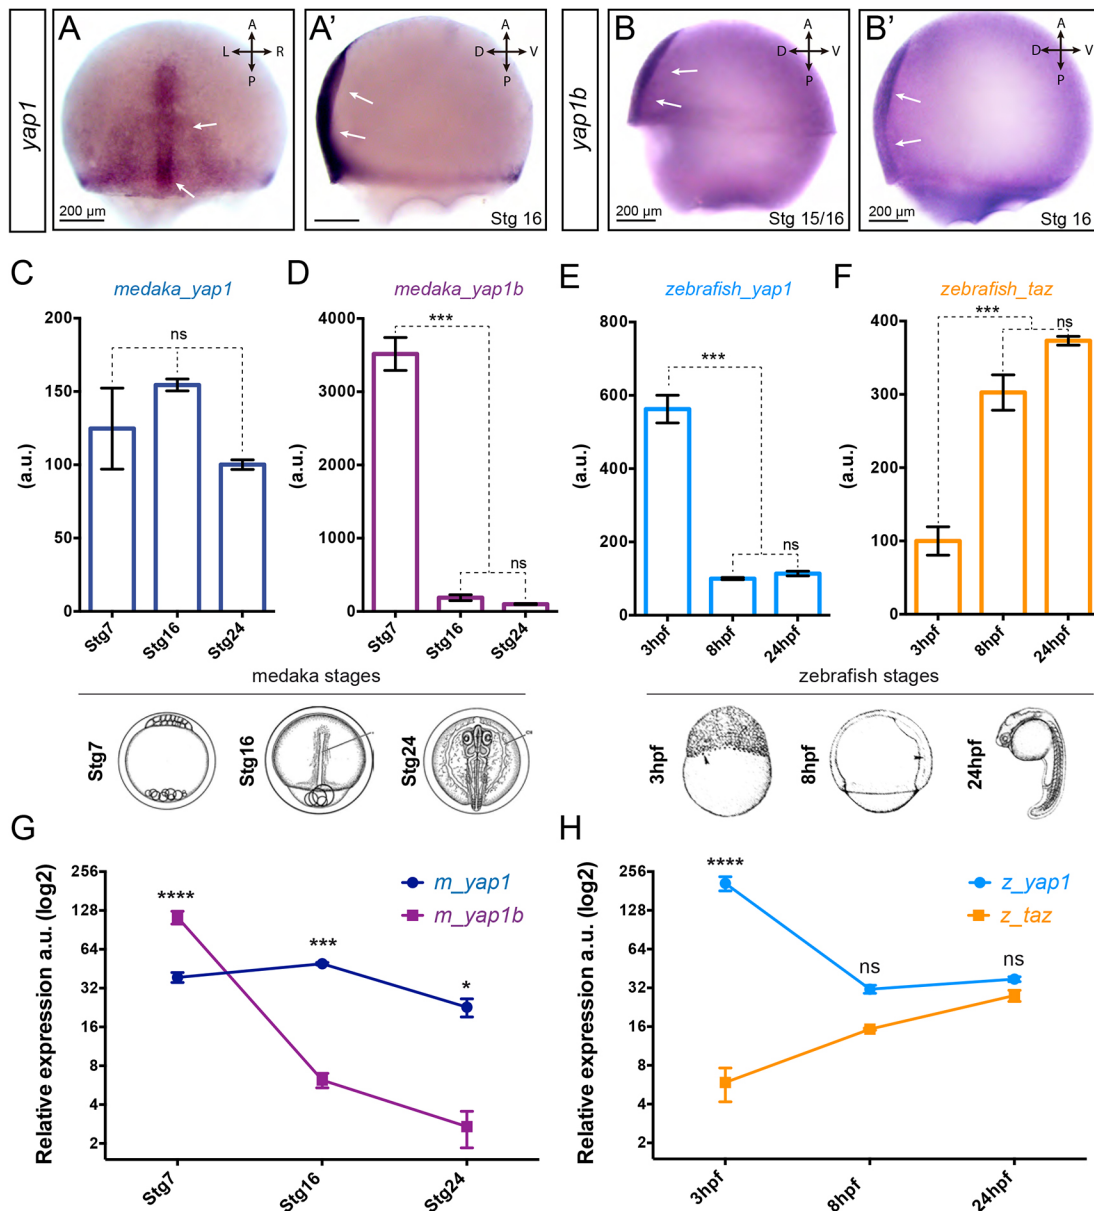 yap1
A
A
L
R
P
200 µm
A'
A
D
V
P
Stg 16
yap1b
B
A
D
V
P
200 µm
Stg 15/16
B'
A
D
V
P
200 µm
Stg 16
C
medaka_yap1
(a.u.)
200
150
100
50
0
ns
Stg7
Stg16
Stg24
D
medaka_yap1b
(a.u.)
4000
3000
2000
1000
0
***
ns
Stg7
Stg16
Stg24
E
zebrafish_yap1
(a.u.)
800
600
400
200
0
***
ns
3hpf
8hpf
24hpf
F
zebrafish_taz
(a.u.)
400
300
200
100
0
***
ns
3hpf
8hpf
24hpf
medaka stages
Stg7
Stg16
Stg24
zebrafish stages
3hpf
8hpf
24hpf
G
Relative expression a.u. (log2)
256
128
64
32
16
8
4
2
****
***
*
m_yap1
m_yap1b
Stg7
Stg16
Stg24
H
Relative expression a.u. (log2)
256
128
64
32
16
8
4
2
****
ns
ns
z_yap1
z_taz
3hpf
8hpf
24hpf